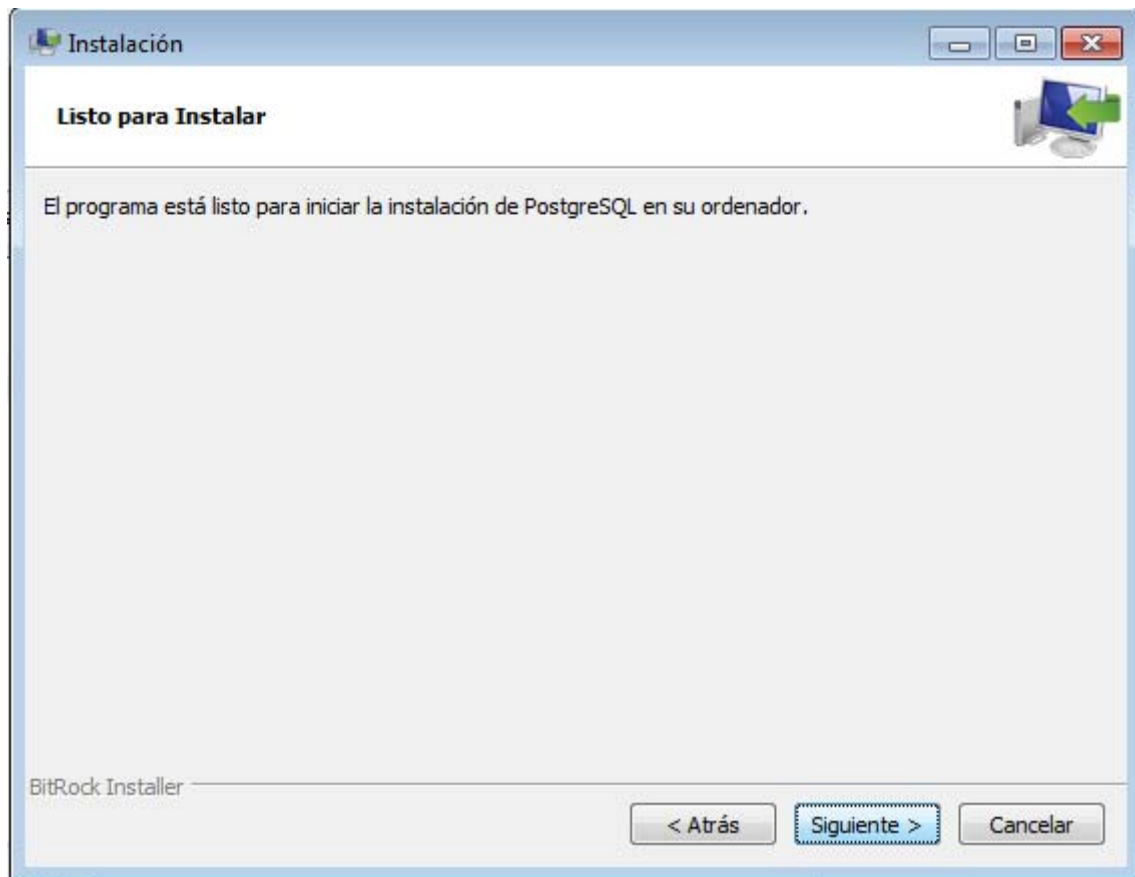 Instalación
Listo para Instalar
El programa está listo para iniciar la instalación de PostgreSQL en su ordenador.
BitRock Installer
< Atrás
Siguiente >
Cancelar